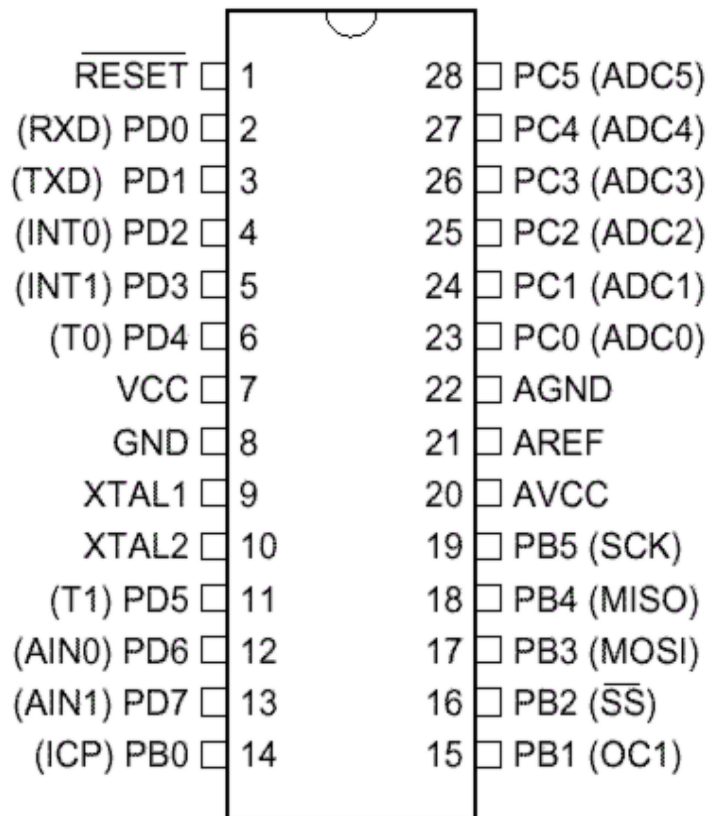 RESET 1 28 PC5 (ADC5)
(RXD) PD0 2 27 PC4 (ADC4)
(TXD) PD1 3 26 PC3 (ADC3)
(INT0) PD2 4 25 PC2 (ADC2)
(INT1) PD3 5 24 PC1 (ADC1)
(T0) PD4 6 23 PC0 (ADC0)
VCC 7 22 AGND
GND 8 21 AREF
XTAL1 9 20 AVCC
XTAL2 10 19 PB5 (SCK)
(T1) PD5 11 18 PB4 (MISO)
(AIN0) PD6 12 17 PB3 (MOSI)
(AIN1) PD7 13 16 PB2 (SS)
(ICP) PB0 14 15 PB1 (OC1)